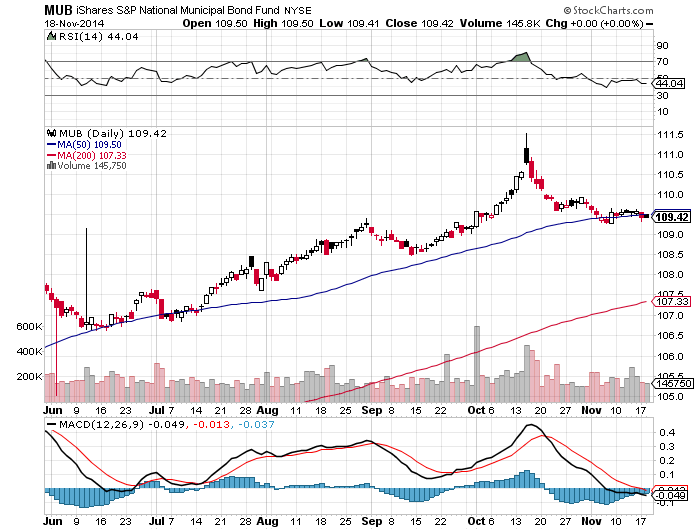 MUB iShares S&P National Municipal Bond Fund NYSE © StockCharts.com
18-Nov-2014 Open 109.50 High 109.50 Low 109.41 Close 109.42 Volume 145.8K Chg +0.00 (+0.00%)
RSI(14) 44.04
90
70
50
44.04
30
10
MUB (Daily) 109.42
MA(50) 109.50
MA(200) 107.33
Volume 145,750
111.5
111.0
110.5
110.0
109.42
109.0
108.5
108.0
107.5
107.33
107.0
106.5
106.0
105.5
145750
105.0
600K
400K
200K
Jun 9 16 23 Jul 7 14 21 28 Aug 11 18 25 Sep 8 15 22 Oct 6 13 20 27 Nov 10 17
MACD(12,26,9) -0.049, -0.013, -0.037
0.4
0.3
0.2
0.1
-0.049
Jun 9 16 23 Jul 7 14 21 28 Aug 11 18 25 Sep 8 15 22 Oct 6 13 20 27 Nov 10 17